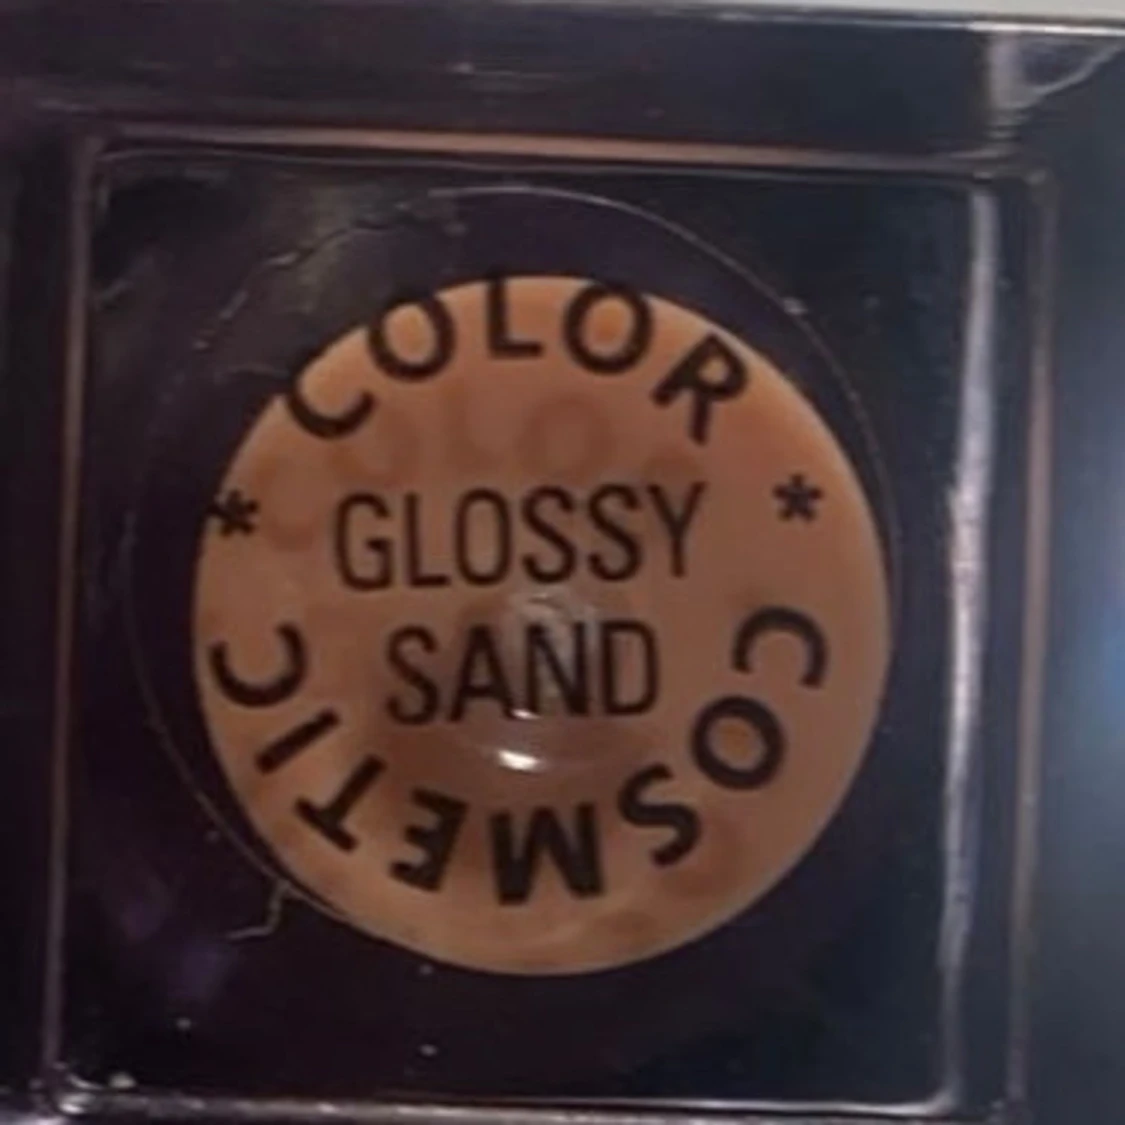 * COLOR *
GLOSSY
SAND
COSMETIC